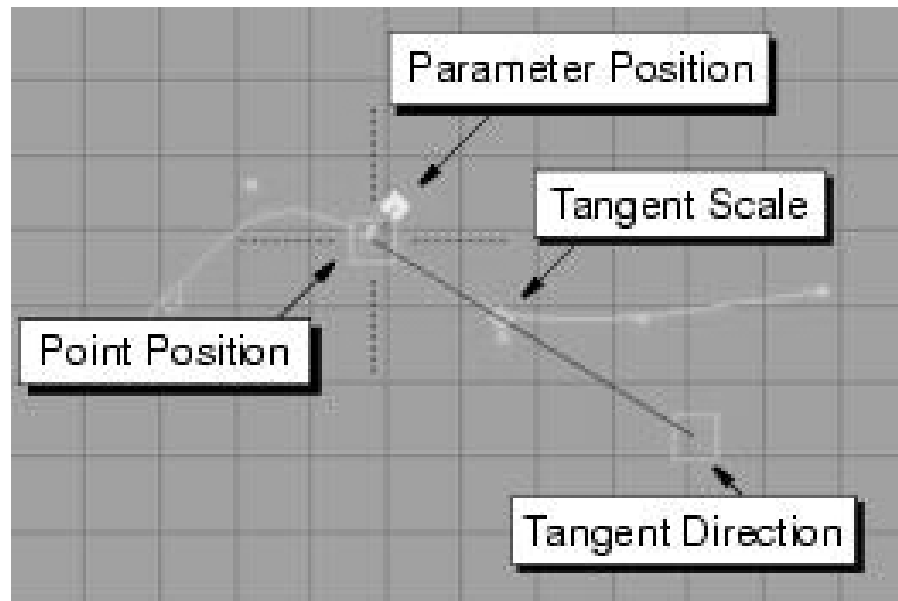 Parameter Position
Tangent Scale
Point Position
Tangent Direction